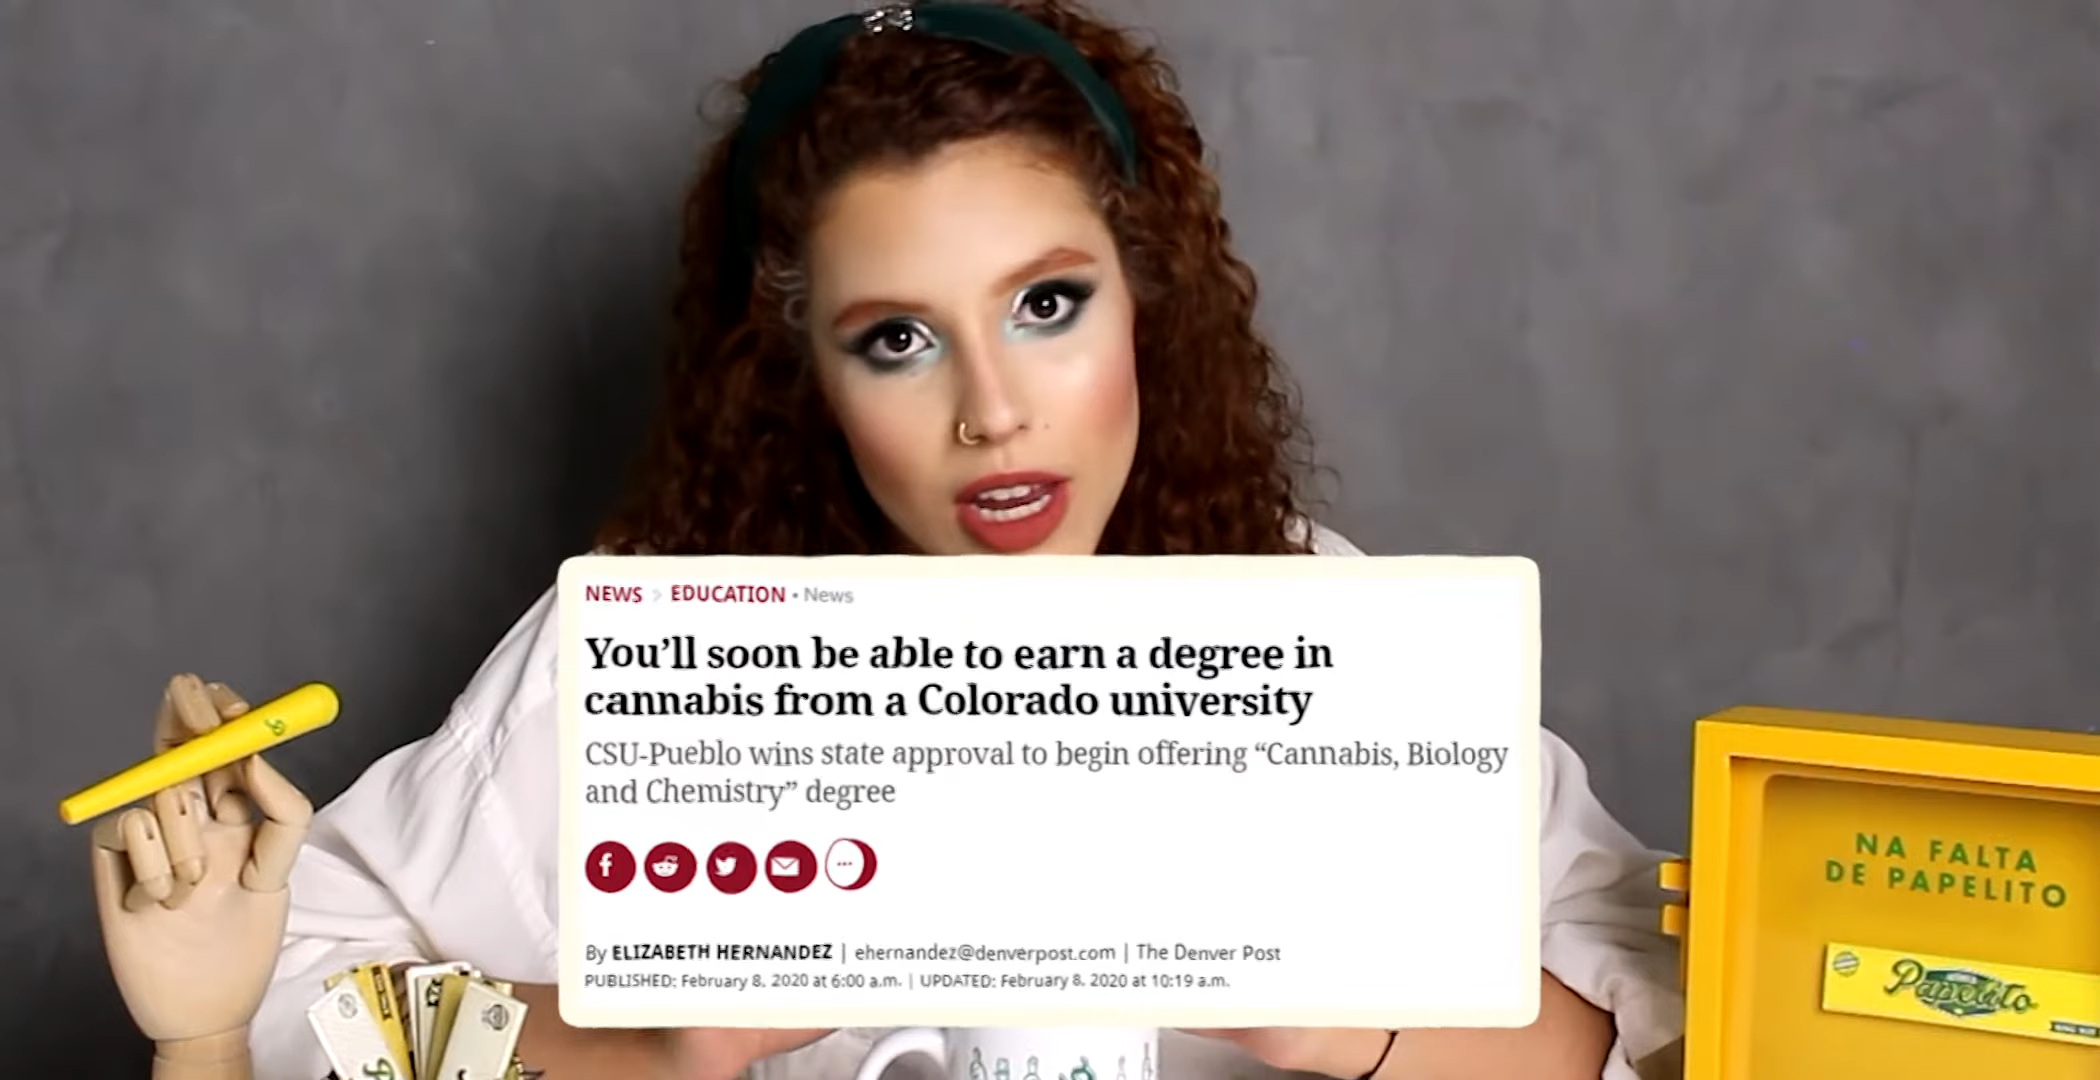 NEWS > EDUCATION • News
You’ll soon be able to earn a degree in
cannabis from a Colorado university
CSU-Pueblo wins state approval to begin offering “Cannabis, Biology
and Chemistry” degree
By ELIZABETH HERNANDEZ | ehernandez@denverpost.com | The Denver Post
PUBLISHED: February 8, 2020 at 6:00 a.m. | UPDATED: February 8, 2020 at 10:19 a.m.
NA FALTA
DE PAPELITO
Papelito